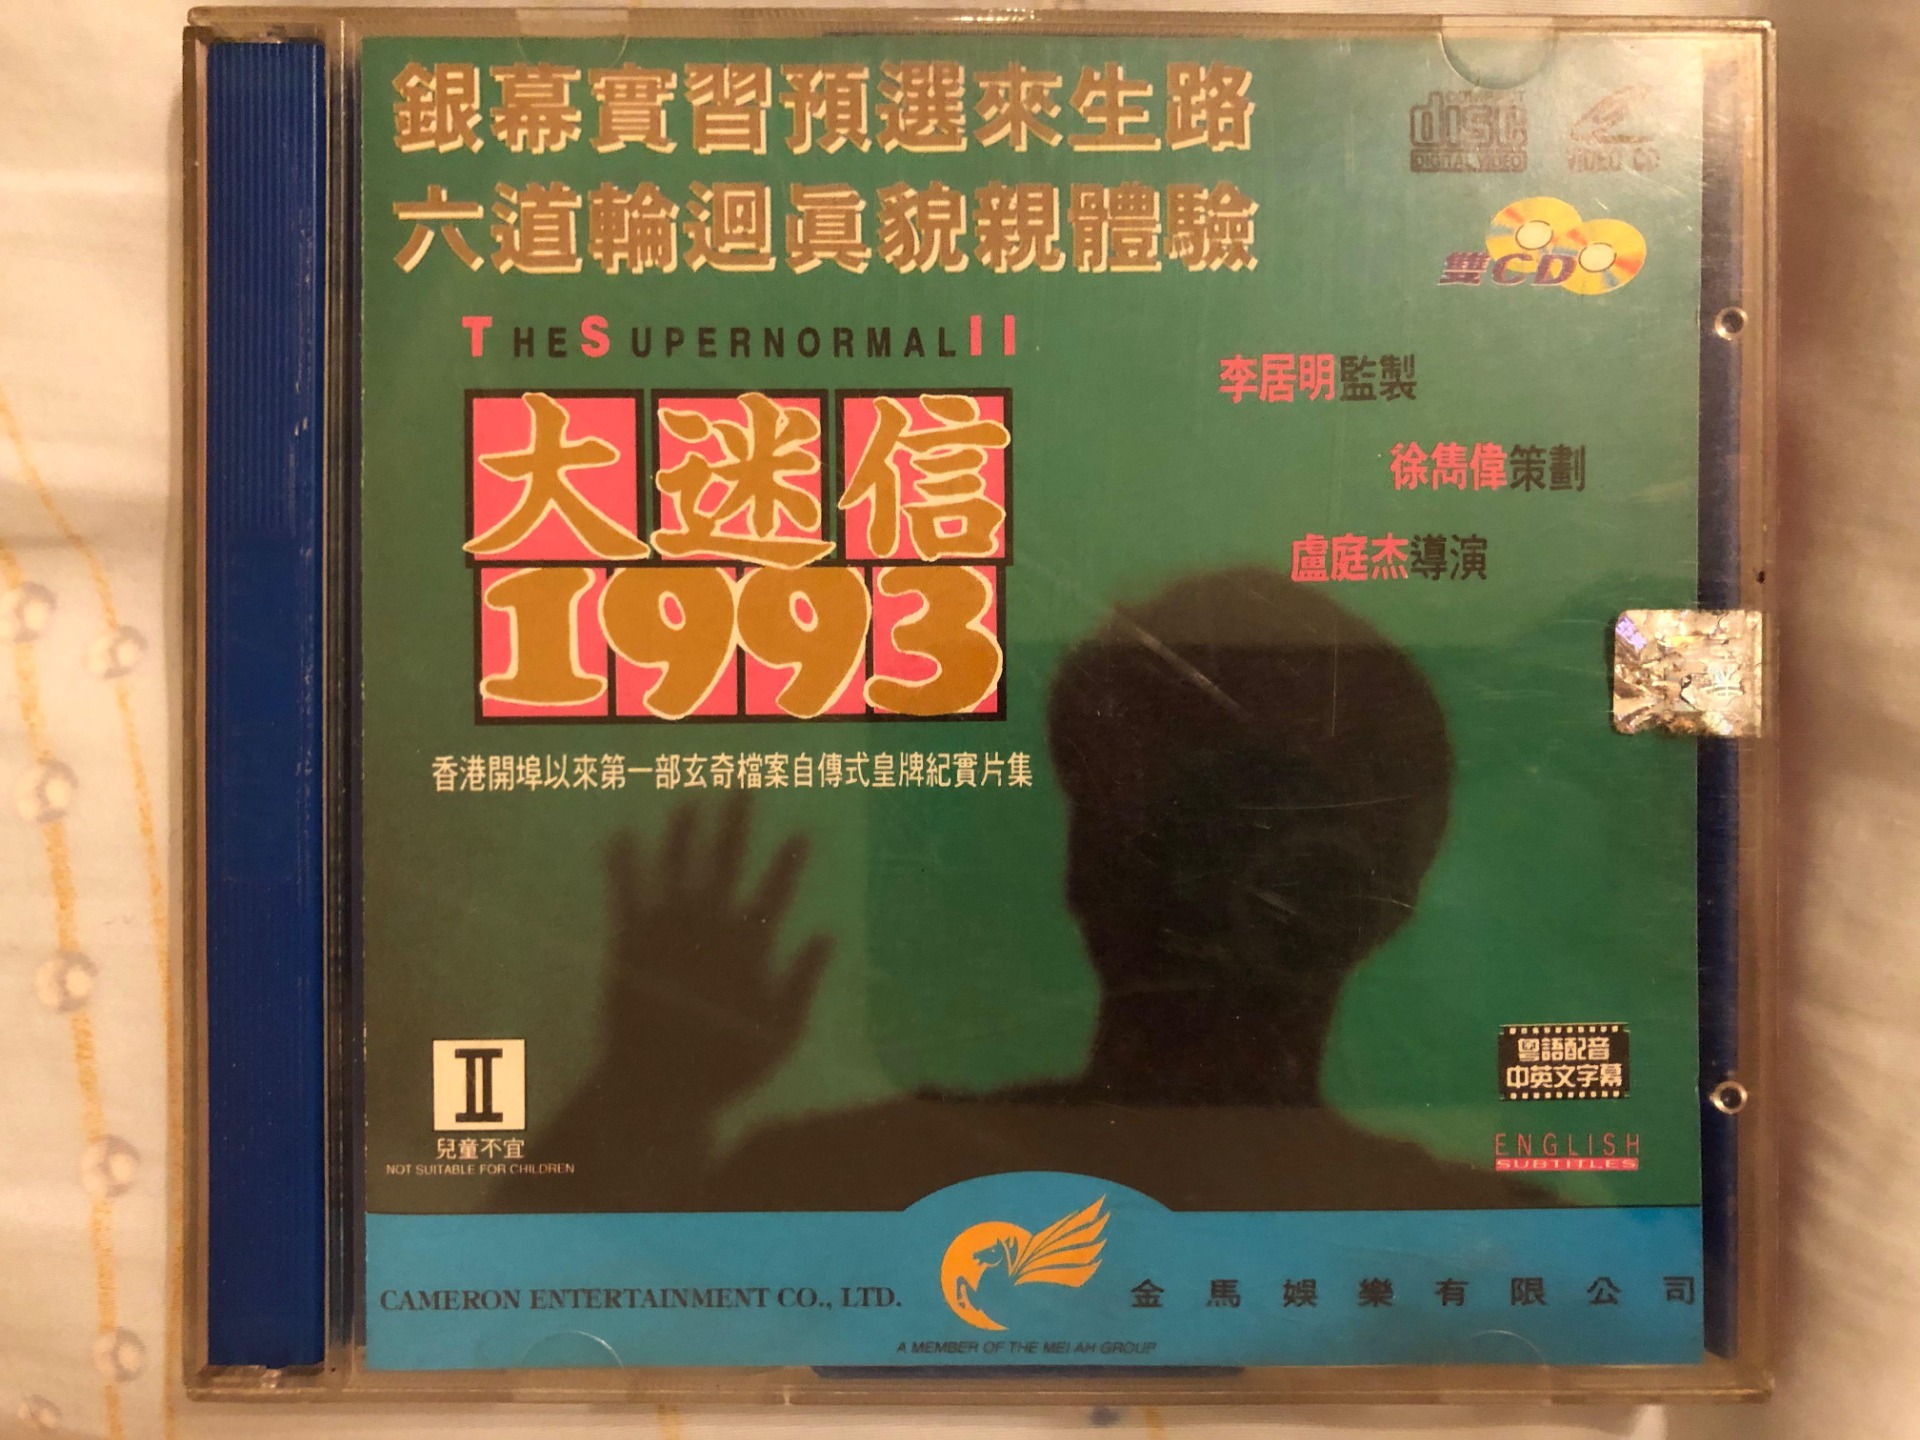 銀幕實習預選來生路
六道輪迴眞貌親體驗
COMPACT
disc
DIGITAL VIDEO
VIDEO CD
雙CD
THE SUPERNORMAL II
大迷信
1993
李居明監製
徐雋偉策劃
盧庭杰導演
香港開埠以來第一部玄奇檔案自傳式皇牌紀實片集
II
兒童不宜
NOT SUITABLE FOR CHILDREN
粵語配音
中英文字幕
ENGLISH
SUBTITLES
CAMERON ENTERTAINMENT CO., LTD.
金馬娛樂有限公司
A MEMBER OF THE MEI AH GROUP